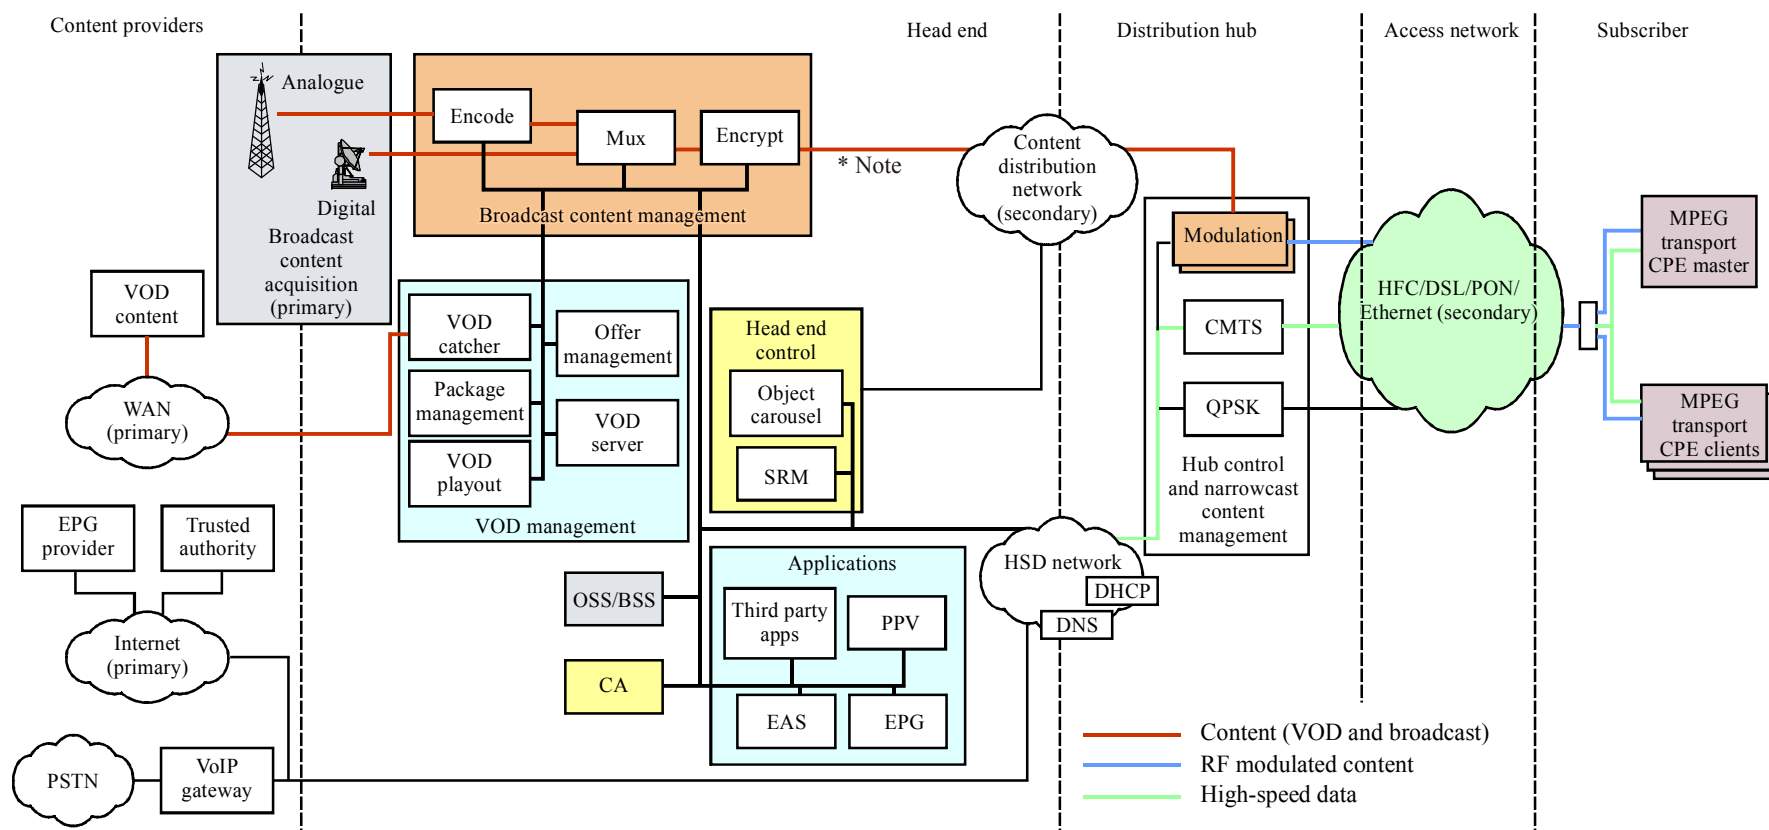 Content providers
Head end
Distribution hub
Access network
Subscriber
Analogue
Digital
Broadcast
content
acquisition
(primary)
Encode
Mux
Encrypt
Broadcast content management
* Note
Content
distribution
network
(secondary)
Modulation
CMTS
QPSK
Hub control
and narrowcast
content
management
HFC/DSL/PON/
Ethernet (secondary)
MPEG
transport
CPE master
MPEG
transport
CPE clients
VOD
content
WAN
(primary)
VOD
catcher
Offer
management
Package
management
VOD
server
VOD
playout
VOD management
Head end
control
Object
carousel
SRM
EPG
provider
Trusted
authority
Internet
(primary)
OSS/BSS
CA
Applications
Third party
apps
PPV
EAS
EPG
HSD network
DHCP
DNS
PSTN
VoIP
gateway
Content (VOD and broadcast)
RF modulated content
High-speed data